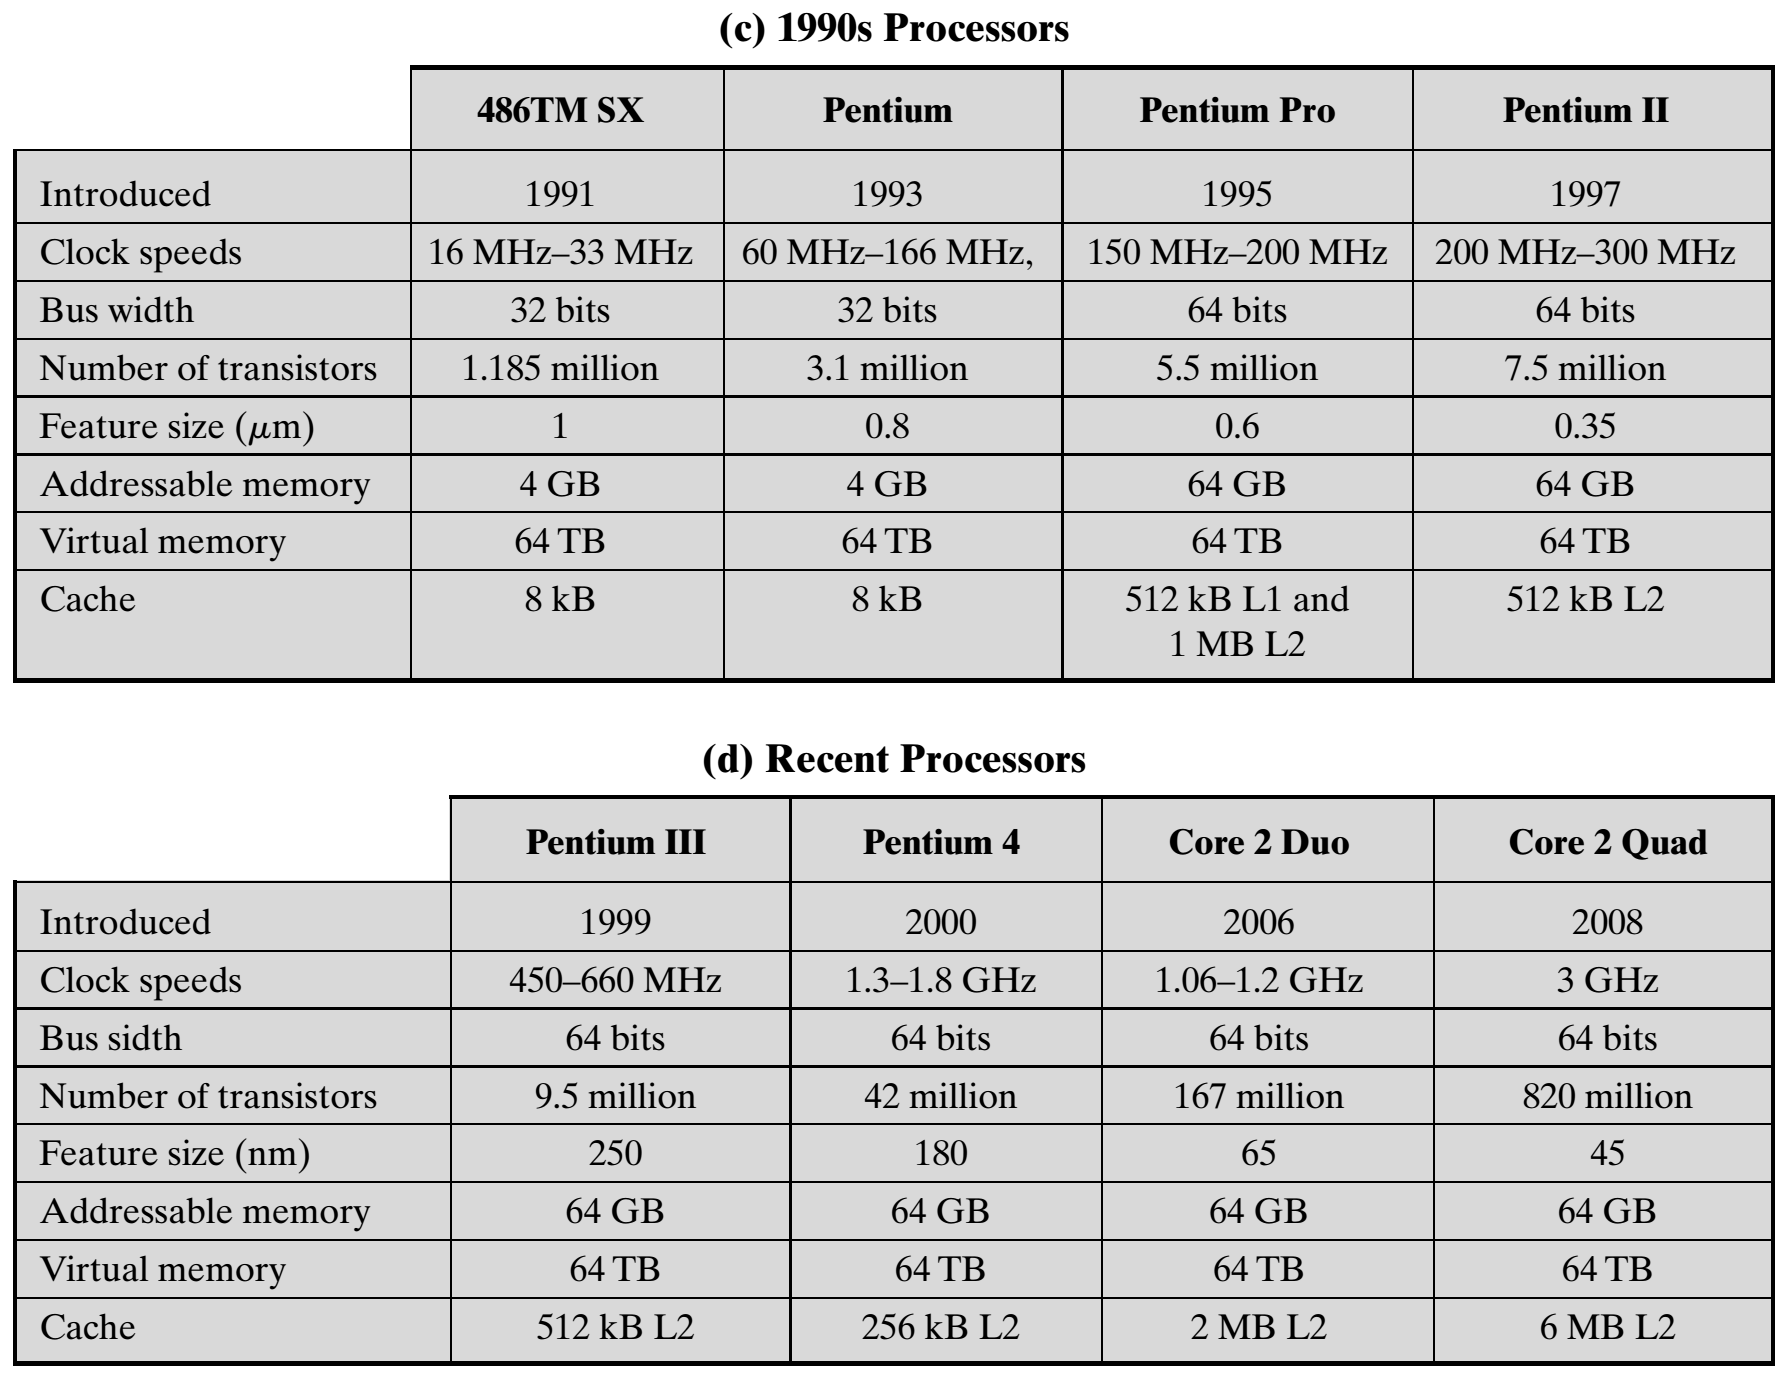 (c) 1990s Processors
486TM SX Pentium Pentium Pro Pentium II
Introduced 1991 1993 1995 1997
Clock speeds 16 MHz–33 MHz 60 MHz–166 MHz, 150 MHz–200 MHz 200 MHz–300 MHz
Bus width 32 bits 32 bits 64 bits 64 bits
Number of transistors 1.185 million 3.1 million 5.5 million 7.5 million
Feature size (μm) 1 0.8 0.6 0.35
Addressable memory 4 GB 4 GB 64 GB 64 GB
Virtual memory 64 TB 64 TB 64 TB 64 TB
Cache 8 kB 8 kB 512 kB L1 and 512 kB L2
1 MB L2
(d) Recent Processors
Pentium III Pentium 4 Core 2 Duo Core 2 Quad
Introduced 1999 2000 2006 2008
Clock speeds 450–660 MHz 1.3–1.8 GHz 1.06–1.2 GHz 3 GHz
Bus sidth 64 bits 64 bits 64 bits 64 bits
Number of transistors 9.5 million 42 million 167 million 820 million
Feature size (nm) 250 180 65 45
Addressable memory 64 GB 64 GB 64 GB 64 GB
Virtual memory 64 TB 64 TB 64 TB 64 TB
Cache 512 kB L2 256 kB L2 2 MB L2 6 MB L2